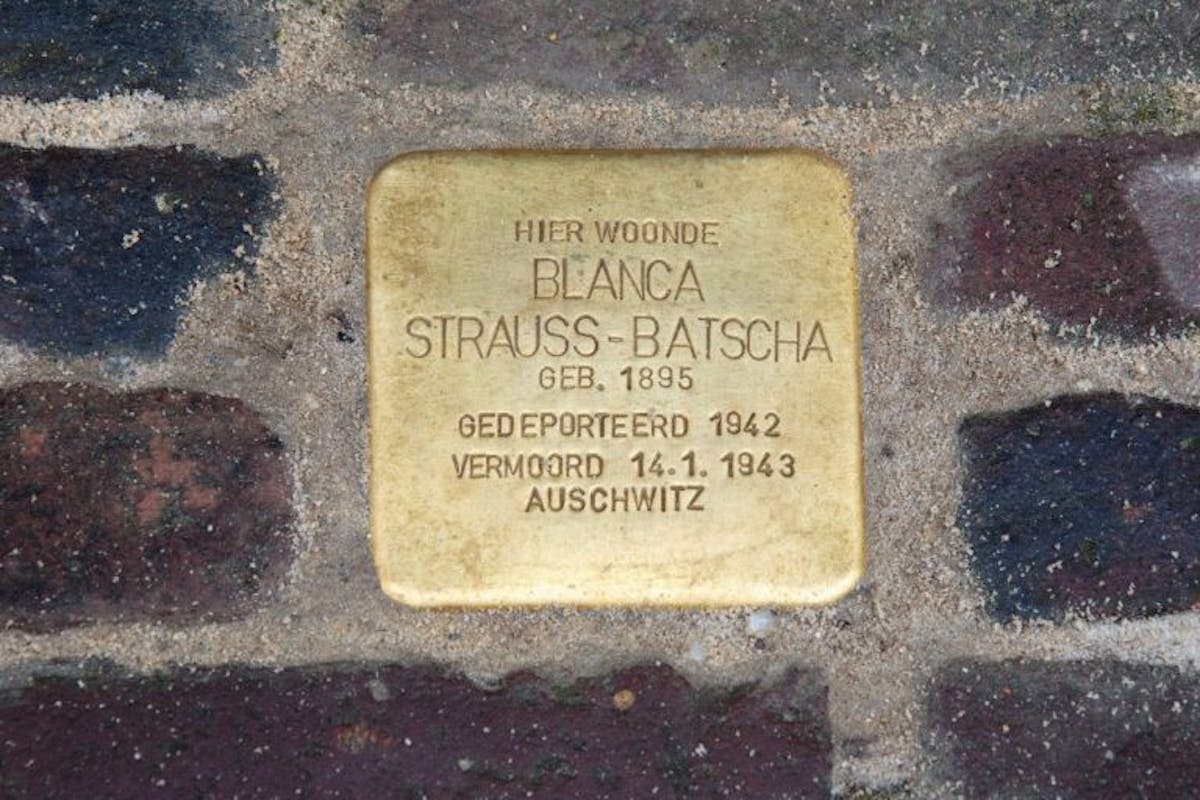 HIER WOONDE
BLANCA
STRAUSS-BATSCHA
GEB. 1895
GEDEPORTEERD 1942
VERMOORD 14.1.1943
AUSCHWITZ